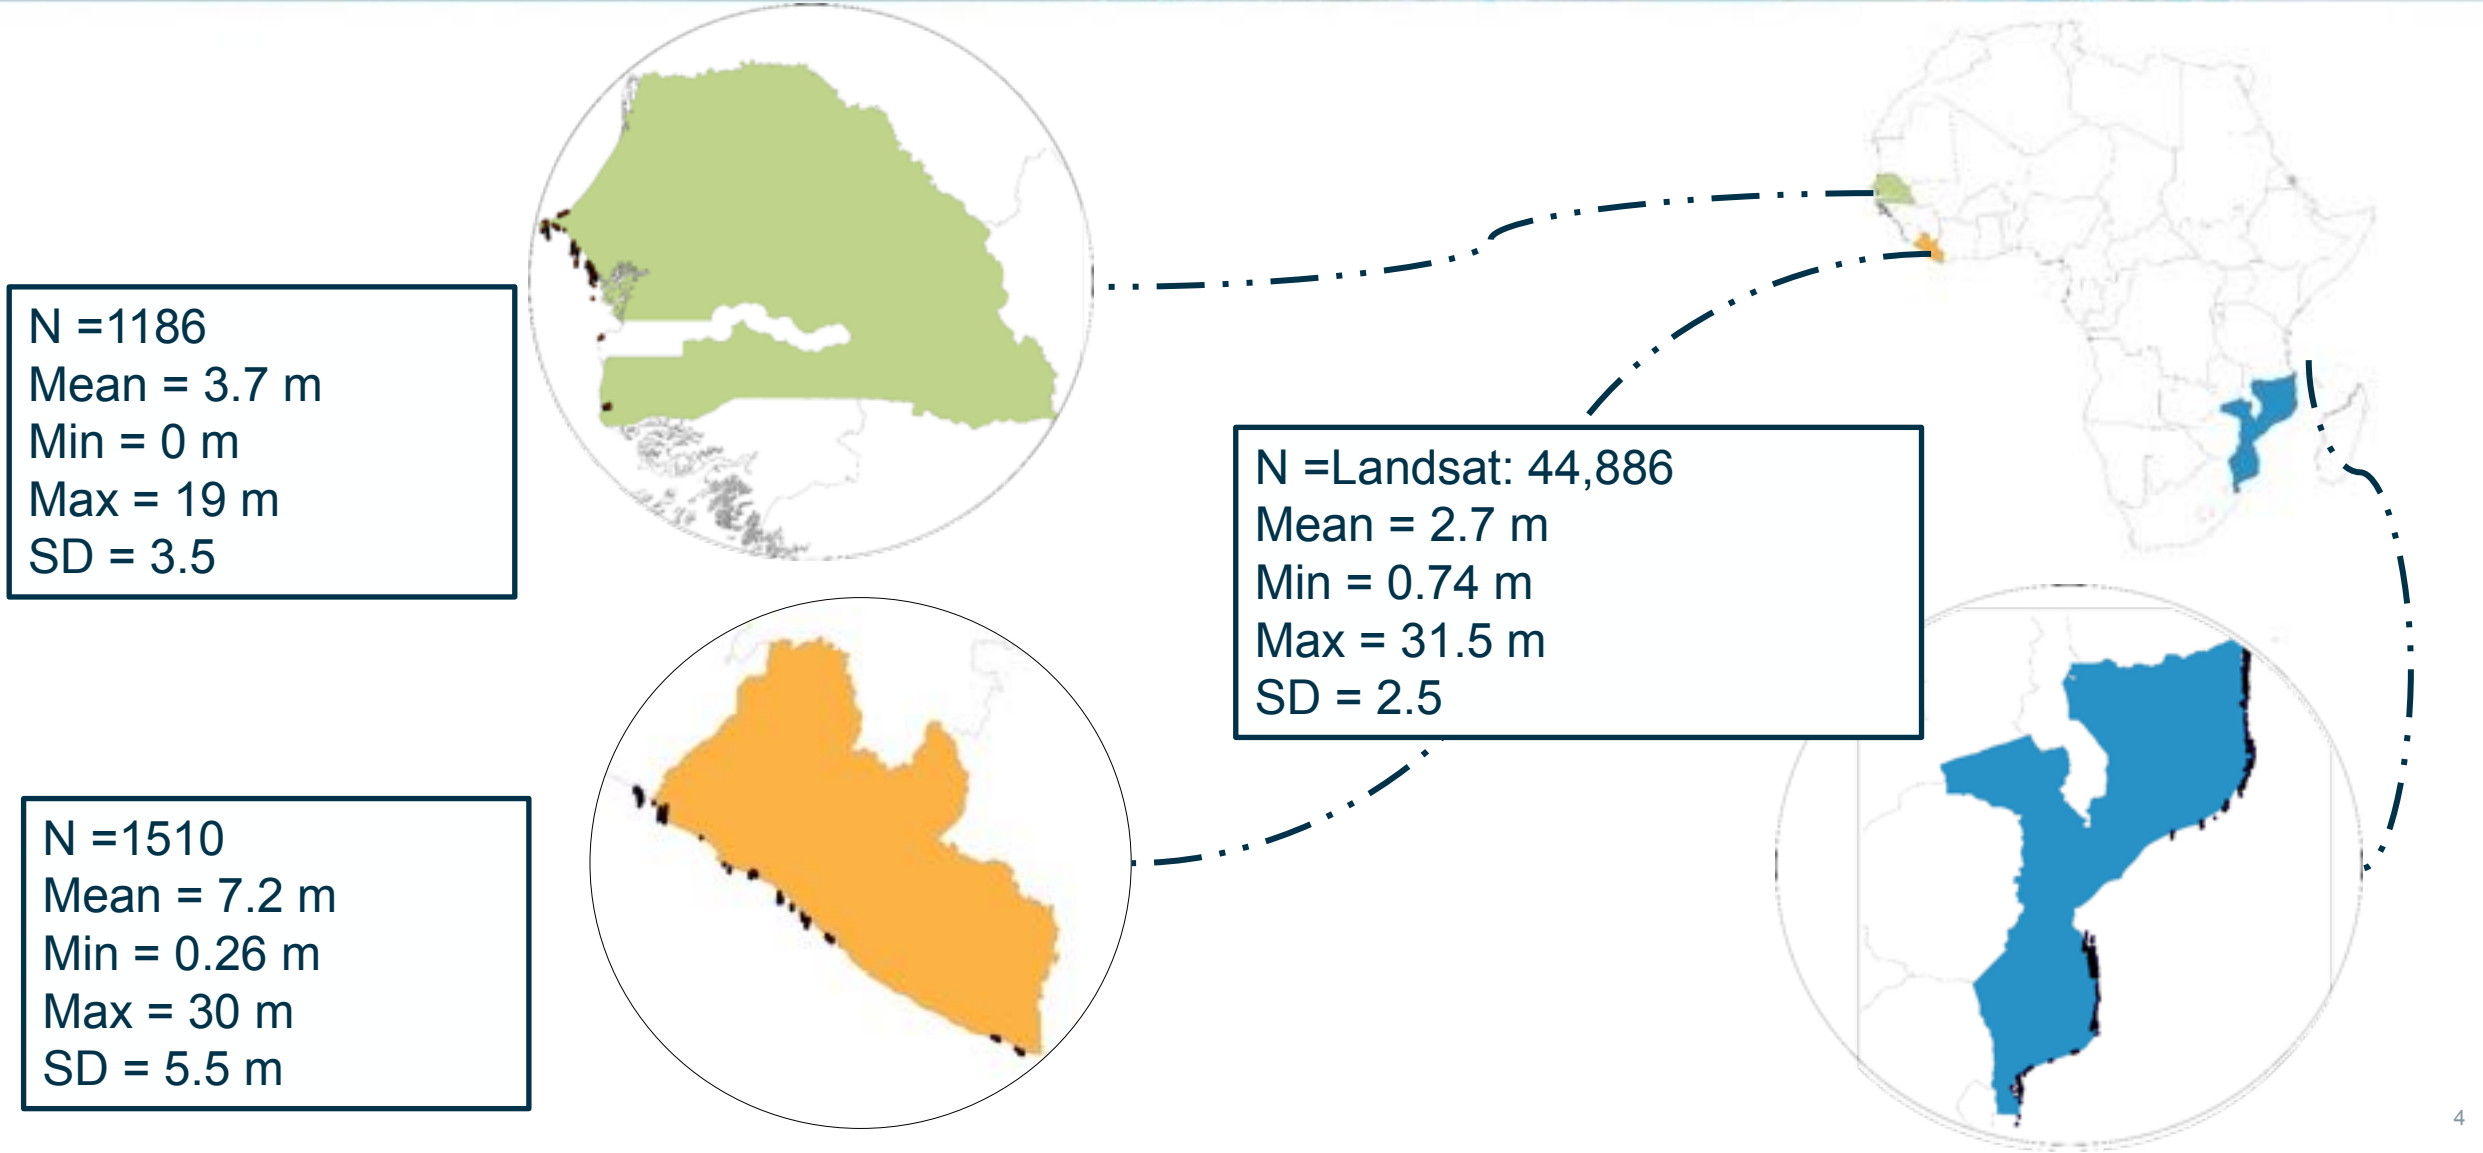 N =1186
Mean = 3.7 m
Min = 0 m
Max = 19 m
SD = 3.5
N =Landsat: 44,886
Mean = 2.7 m
Min = 0.74 m
Max = 31.5 m
SD = 2.5
N =1510
Mean = 7.2 m
Min = 0.26 m
Max = 30 m
SD = 5.5 m
4